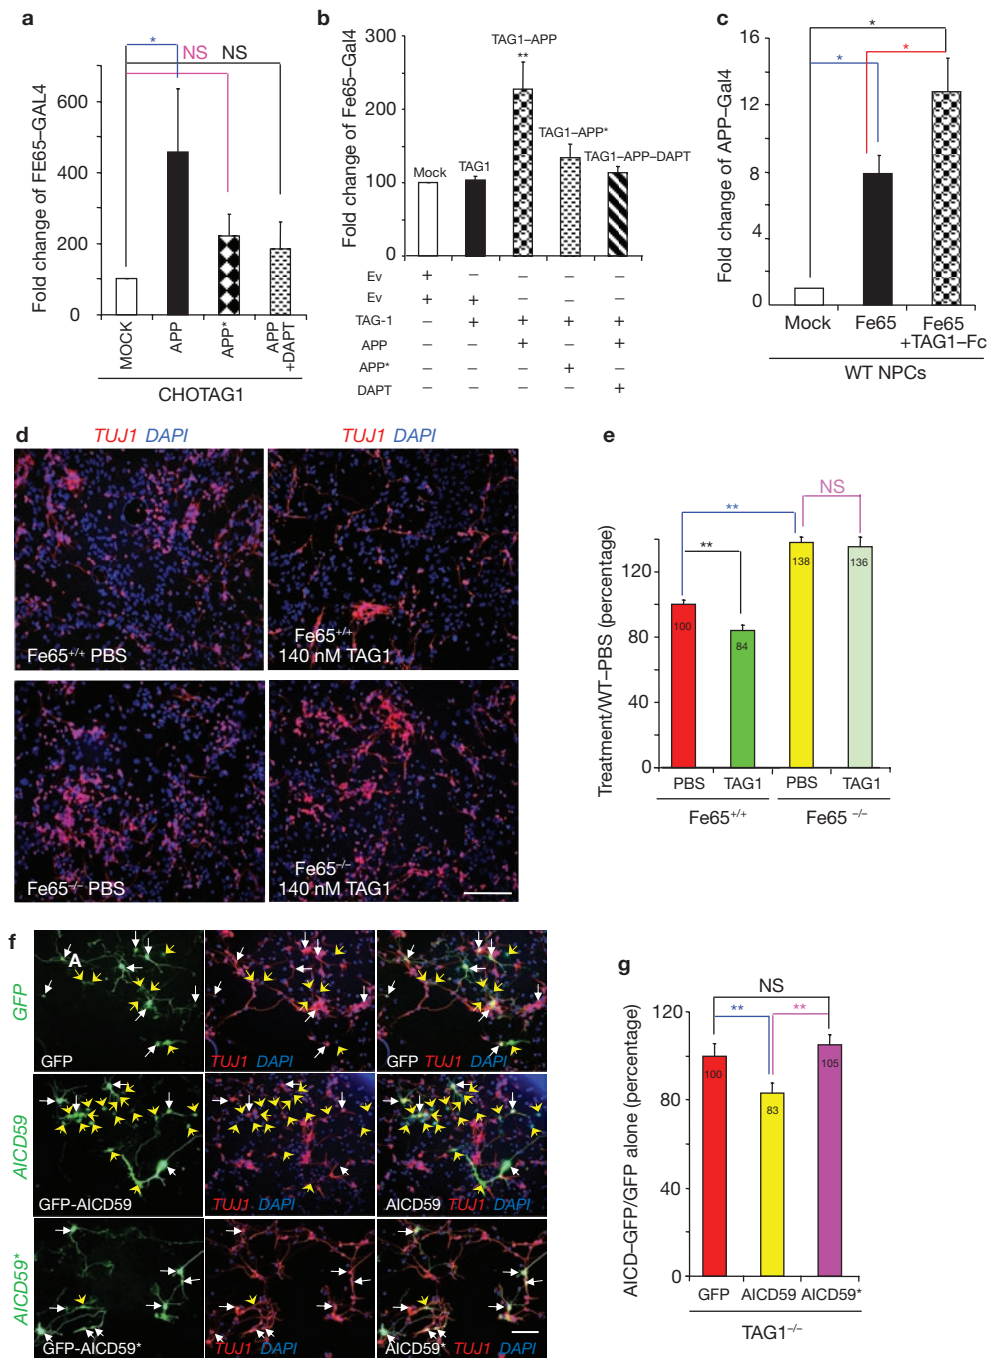 a
*
NS NS
Fold change of FE65–GAL4
600
400
200
0
MOCK
APP
APP*
APP
+DAPT
CHOTAG1
b
Fold change of Fe65–Gal4
300
200
100
0
Mock
TAG1
TAG1–APP
**
TAG1–APP*
TAG1–APP–DAPT
Ev + – – – –
Ev + + – – –
TAG-1 – + + + +
APP – – + – +
APP* – – – + –
DAPT – – – – +
c
*
*
*
Fold change of APP–Gal4
16
12
8
4
0
Mock
Fe65
Fe65
+TAG1–Fc
WT NPCs
d
TUJ1 DAPI
TUJ1 DAPI
Fe65+/+ PBS
Fe65+/+
140 nM TAG1
Fe65–/– PBS
Fe65–/–
140 nM TAG1
e
NS
**
**
Treatment/WT–PBS (percentage)
120
80
40
0
100
84
138
136
PBS TAG1 PBS TAG1
Fe65+/+ Fe65 –/–
f
GFP
A
GFP
TUJ1 DAPI
GFP TUJ1 DAPI
AICD59
GFP-AICD59
TUJ1 DAPI
AICD59 TUJ1 DAPI
AICD59*
GFP-AICD59*
TUJ1 DAPI
AICD59* TUJ1 DAPI
g
NS
** **
AICD–GFP/GFP alone (percentage)
120
80
40
0
100
83
105
GFP AICD59 AICD59*
TAG1–/–